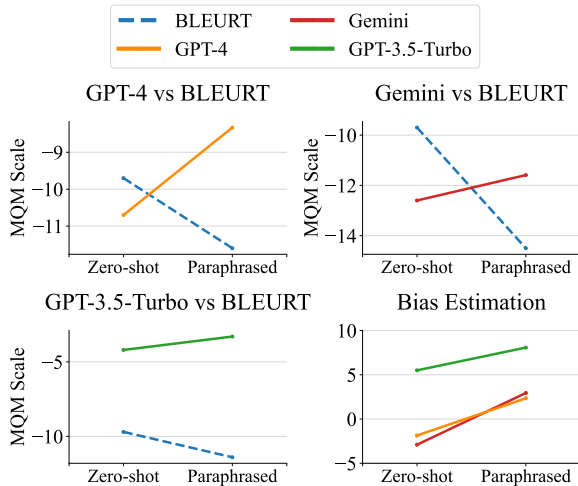 BLEURT
Gemini
GPT-4
GPT-3.5-Turbo
GPT-4 vs BLEURT
Gemini vs BLEURT
MQM Scale
−9
−10
−11
Zero-shot
Paraphrased
MQM Scale
−10
−12
−14
Zero-shot
Paraphrased
GPT-3.5-Turbo vs BLEURT
Bias Estimation
MQM Scale
−5
−10
Zero-shot
Paraphrased
10
5
0
−5
Zero-shot
Paraphrased